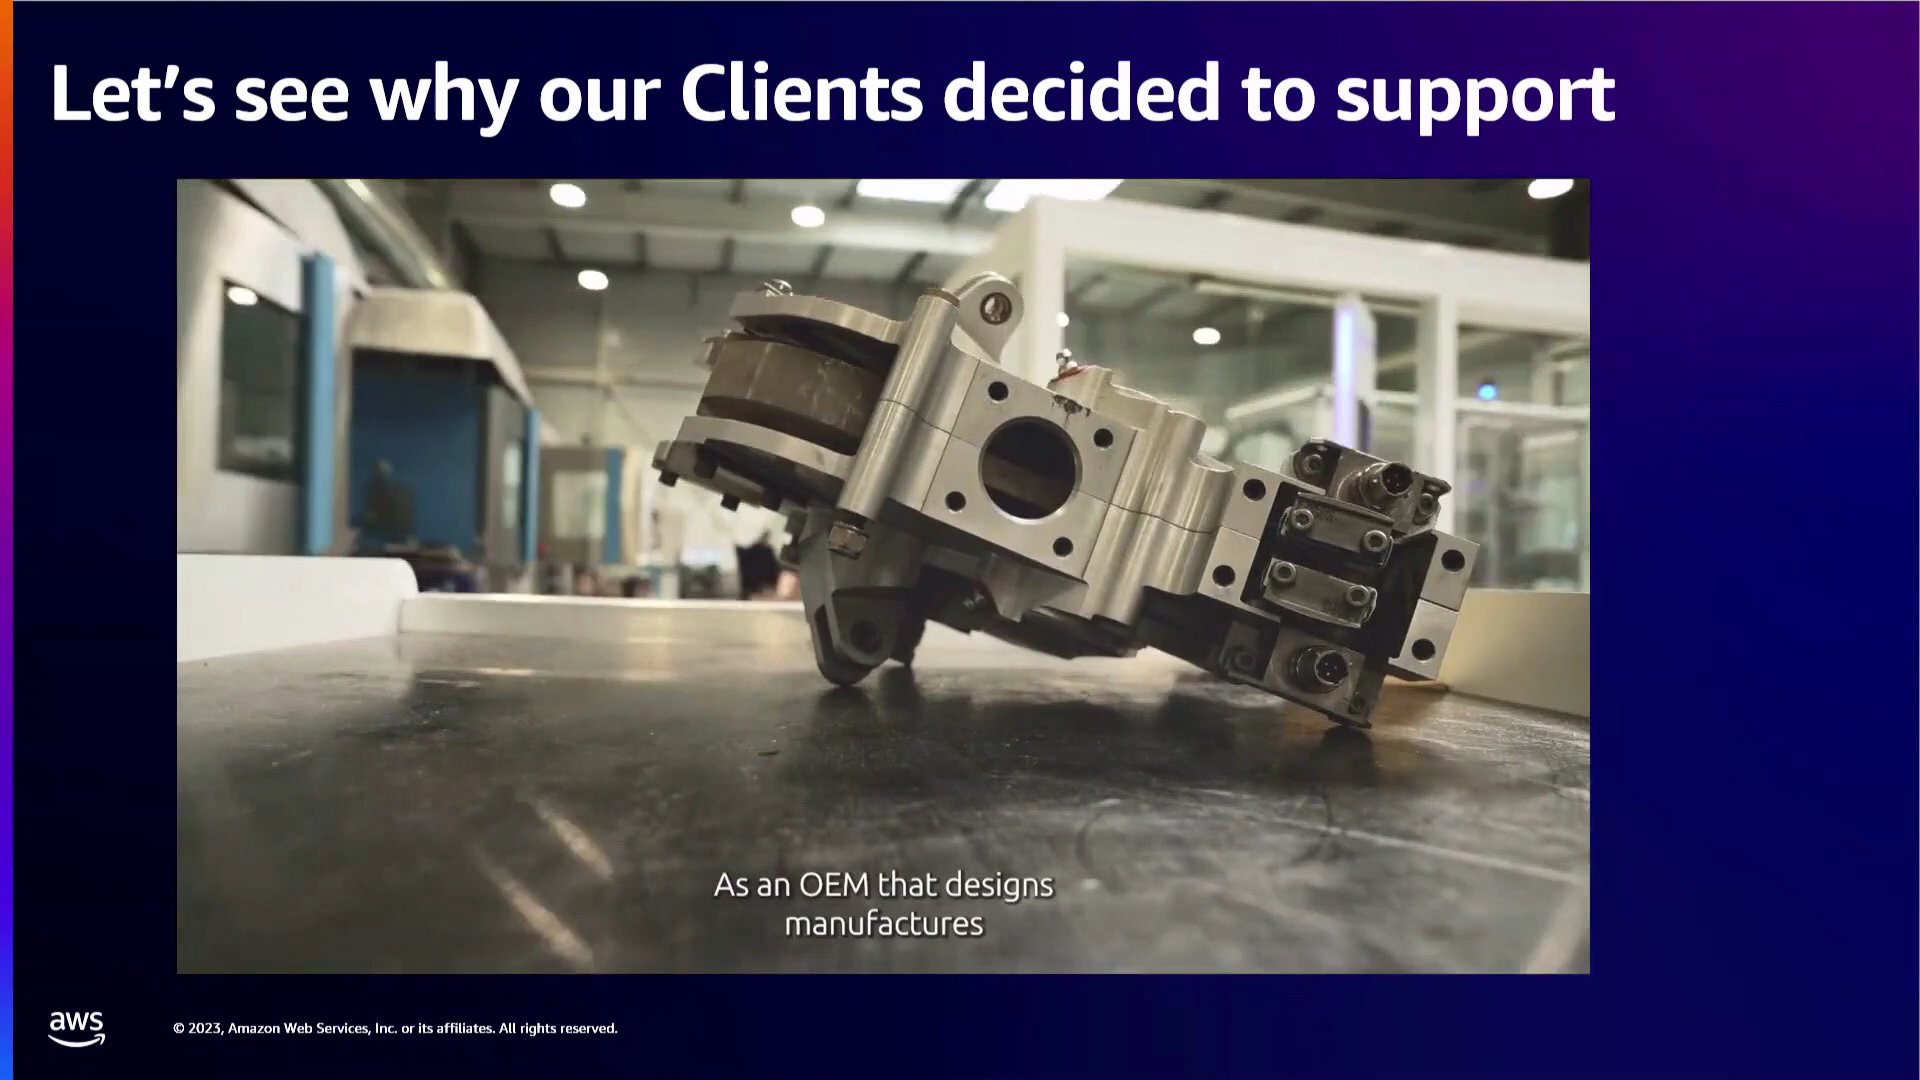 Let’s see why our Clients decided to support
As an OEM that designs
manufactures
aws
© 2023, Amazon Web Services, Inc. or its affiliates. All rights reserved.